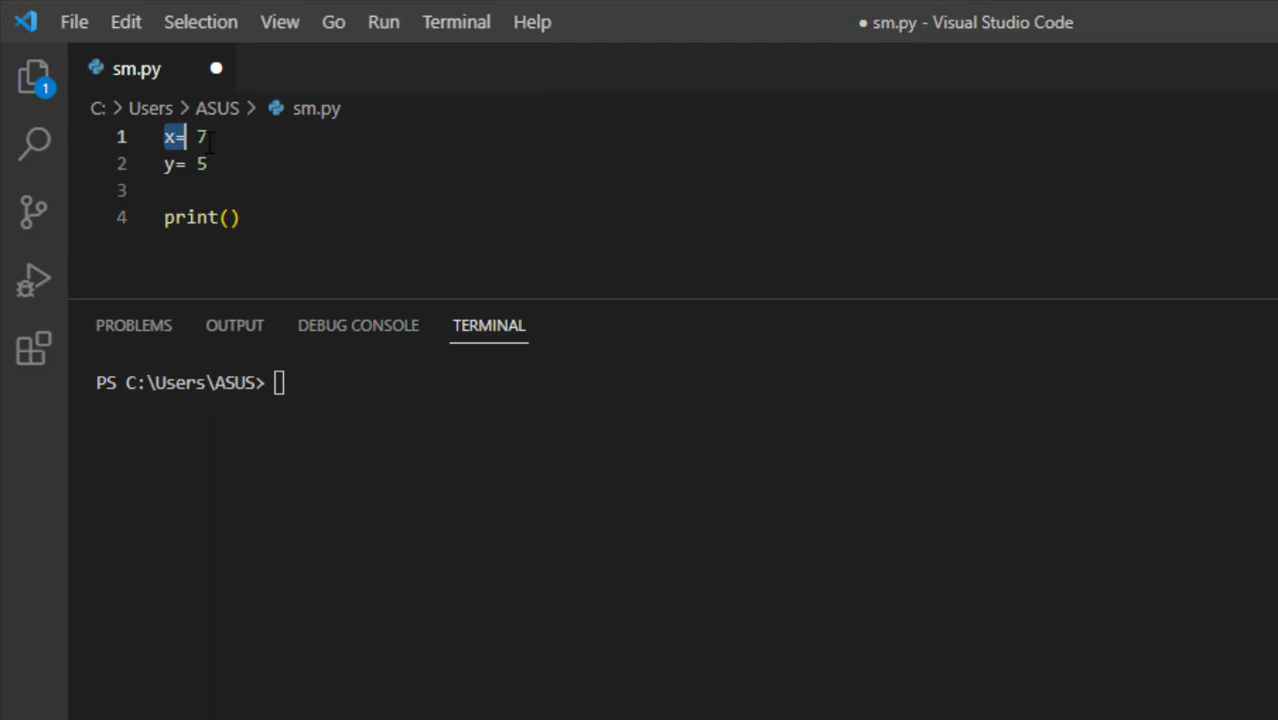 File Edit Selection View Go Run Terminal Help ● sm.py - Visual Studio Code
sm.py ●
1
C: > Users > ASUS > sm.py
1 x= 7
2 y= 5
3
4 print()
PROBLEMS OUTPUT DEBUG CONSOLE TERMINAL
PS C:\Users\ASUS>